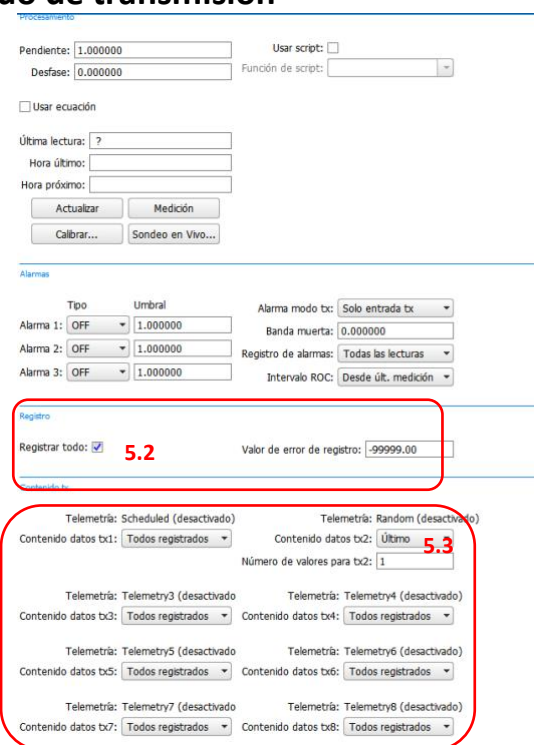 do de transmisión
Procesamento
Pendiente: 1.000000 Usar script:
Desfase: 0.000000 Función de script:
Usar ecuación
Última lectura: ?
Hora último:
Hora próximo:
Actualizar Medición
Calibrar... Sondeo en Vivo...
Alarmas
Tipo Umbral Alarma modo tx: Solo entrada tx
Alarma 1: OFF 1.000000 Banda muerta: 0.000000
Alarma 2: OFF 1.000000 Registro de alarmas: Todas las lecturas
Alarma 3: OFF 1.000000 Intervalo ROC: Desde últ. medición
Registro
Registrar todo: 5.2 Valor de error de registro: -99999.00
Contenido tx
Telemetría: Scheduled (desactivado) Telemetría: Random (desactivado)
Contenido datos tx1: Todos registrados Contenido datos tx2: Último 5.3
Número de valores para tx2: 1
Telemetría: Telemetry3 (desactivado Telemetría: Telemetry4 (desactivado)
Contenido datos tx3: Todos registrados Contenido datos tx4: Todos registrados
Telemetría: Telemetry5 (desactivado Telemetría: Telemetry6 (desactivado)
Contenido datos tx5: Todos registrados Contenido datos tx6: Todos registrados
Telemetría: Telemetry7 (desactivado Telemetría: Telemetry8 (desactivado)
Contenido datos tx7: Todos registrados Contenido datos tx8: Todos registrados